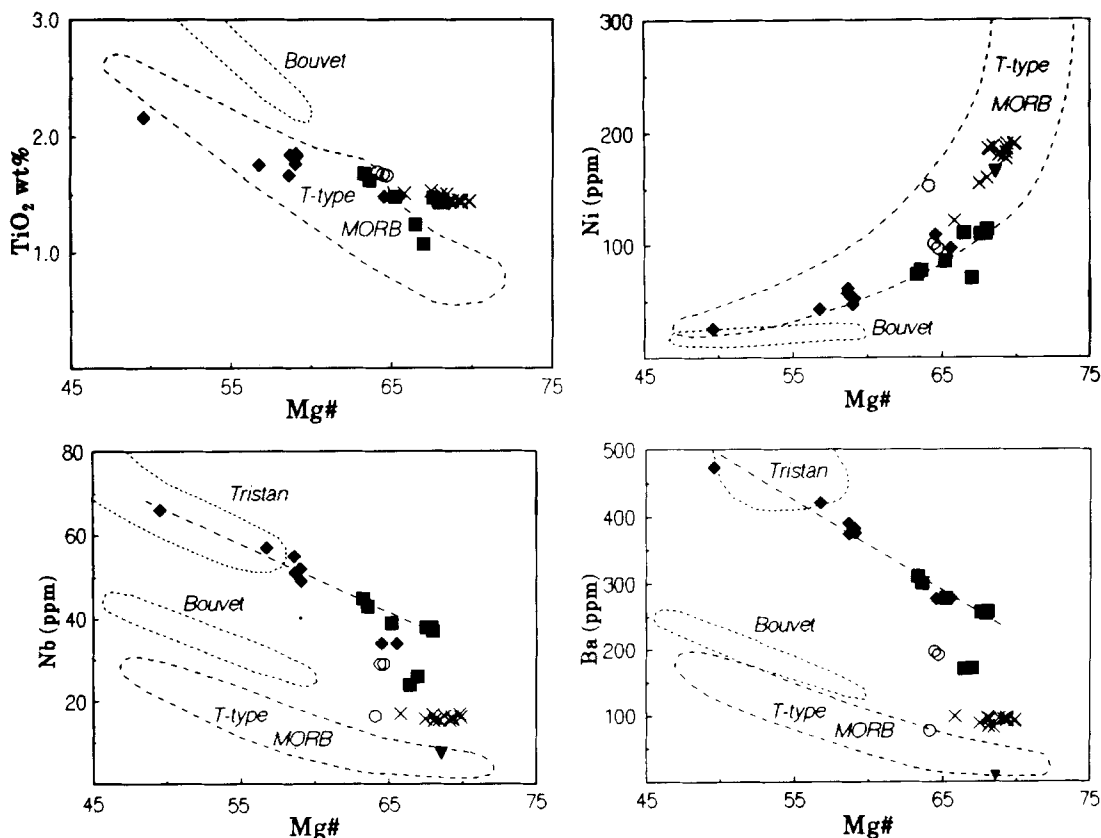 3.0
2.0
1.0
TiO2 wt%
Bouvet
T-type
MORB
45
55
65
75
Mg#
300
200
100
Ni (ppm)
T-type
MORB
Bouvet
45
55
65
75
Mg#
80
60
40
20
Nb (ppm)
Tristan
Bouvet
T-type
MORB
45
55
65
75
Mg#
500
400
300
200
100
Ba (ppm)
Tristan
Bouvet
T-type
MORB
45
55
65
75
Mg#